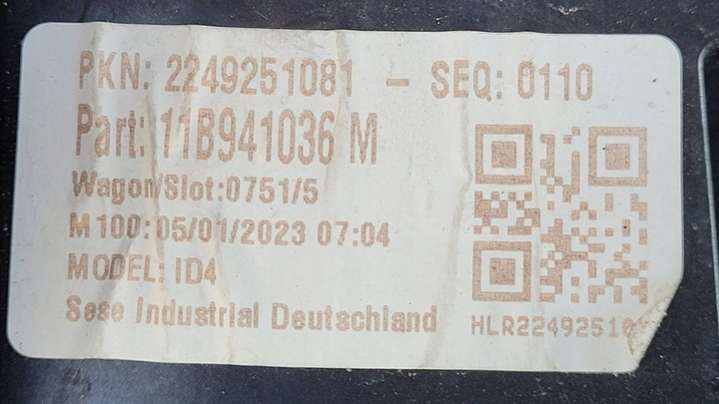 PKN: 2249251081 - SEQ: 0110
Part: 11B941036 M
Wagon/Slot:0751/5
M100:05/01/2023 07:04
MODEL: ID4
Sese Industrial Deutschland